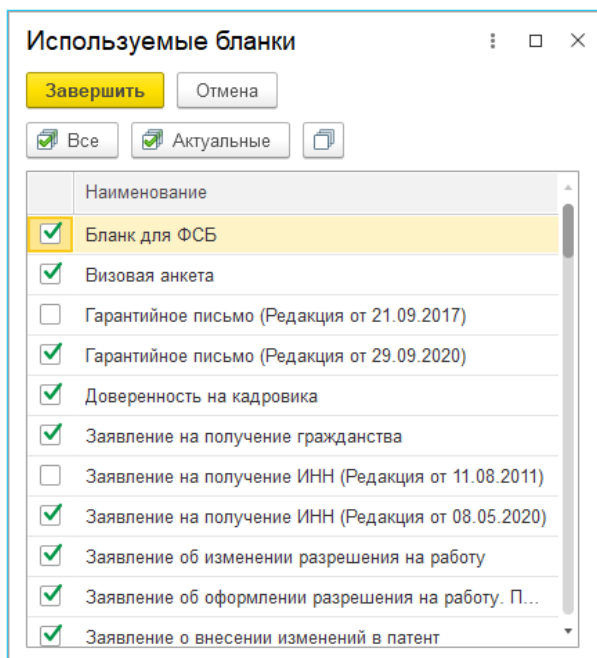 Используемые бланки
Завершить Отмена
Все Актуальные
Наименование
Бланк для ФСБ
Визовая анкета
Гарантийное письмо (Редакция от 21.09.2017)
Гарантийное письмо (Редакция от 29.09.2020)
Доверенность на кадровика
Заявление на получение гражданства
Заявление на получение ИНН (Редакция от 11.08.2011)
Заявление на получение ИНН (Редакция от 08.05.2020)
Заявление об изменении разрешения на работу
Заявление об оформлении разрешения на работу. П...
Заявление о внесении изменений в патент